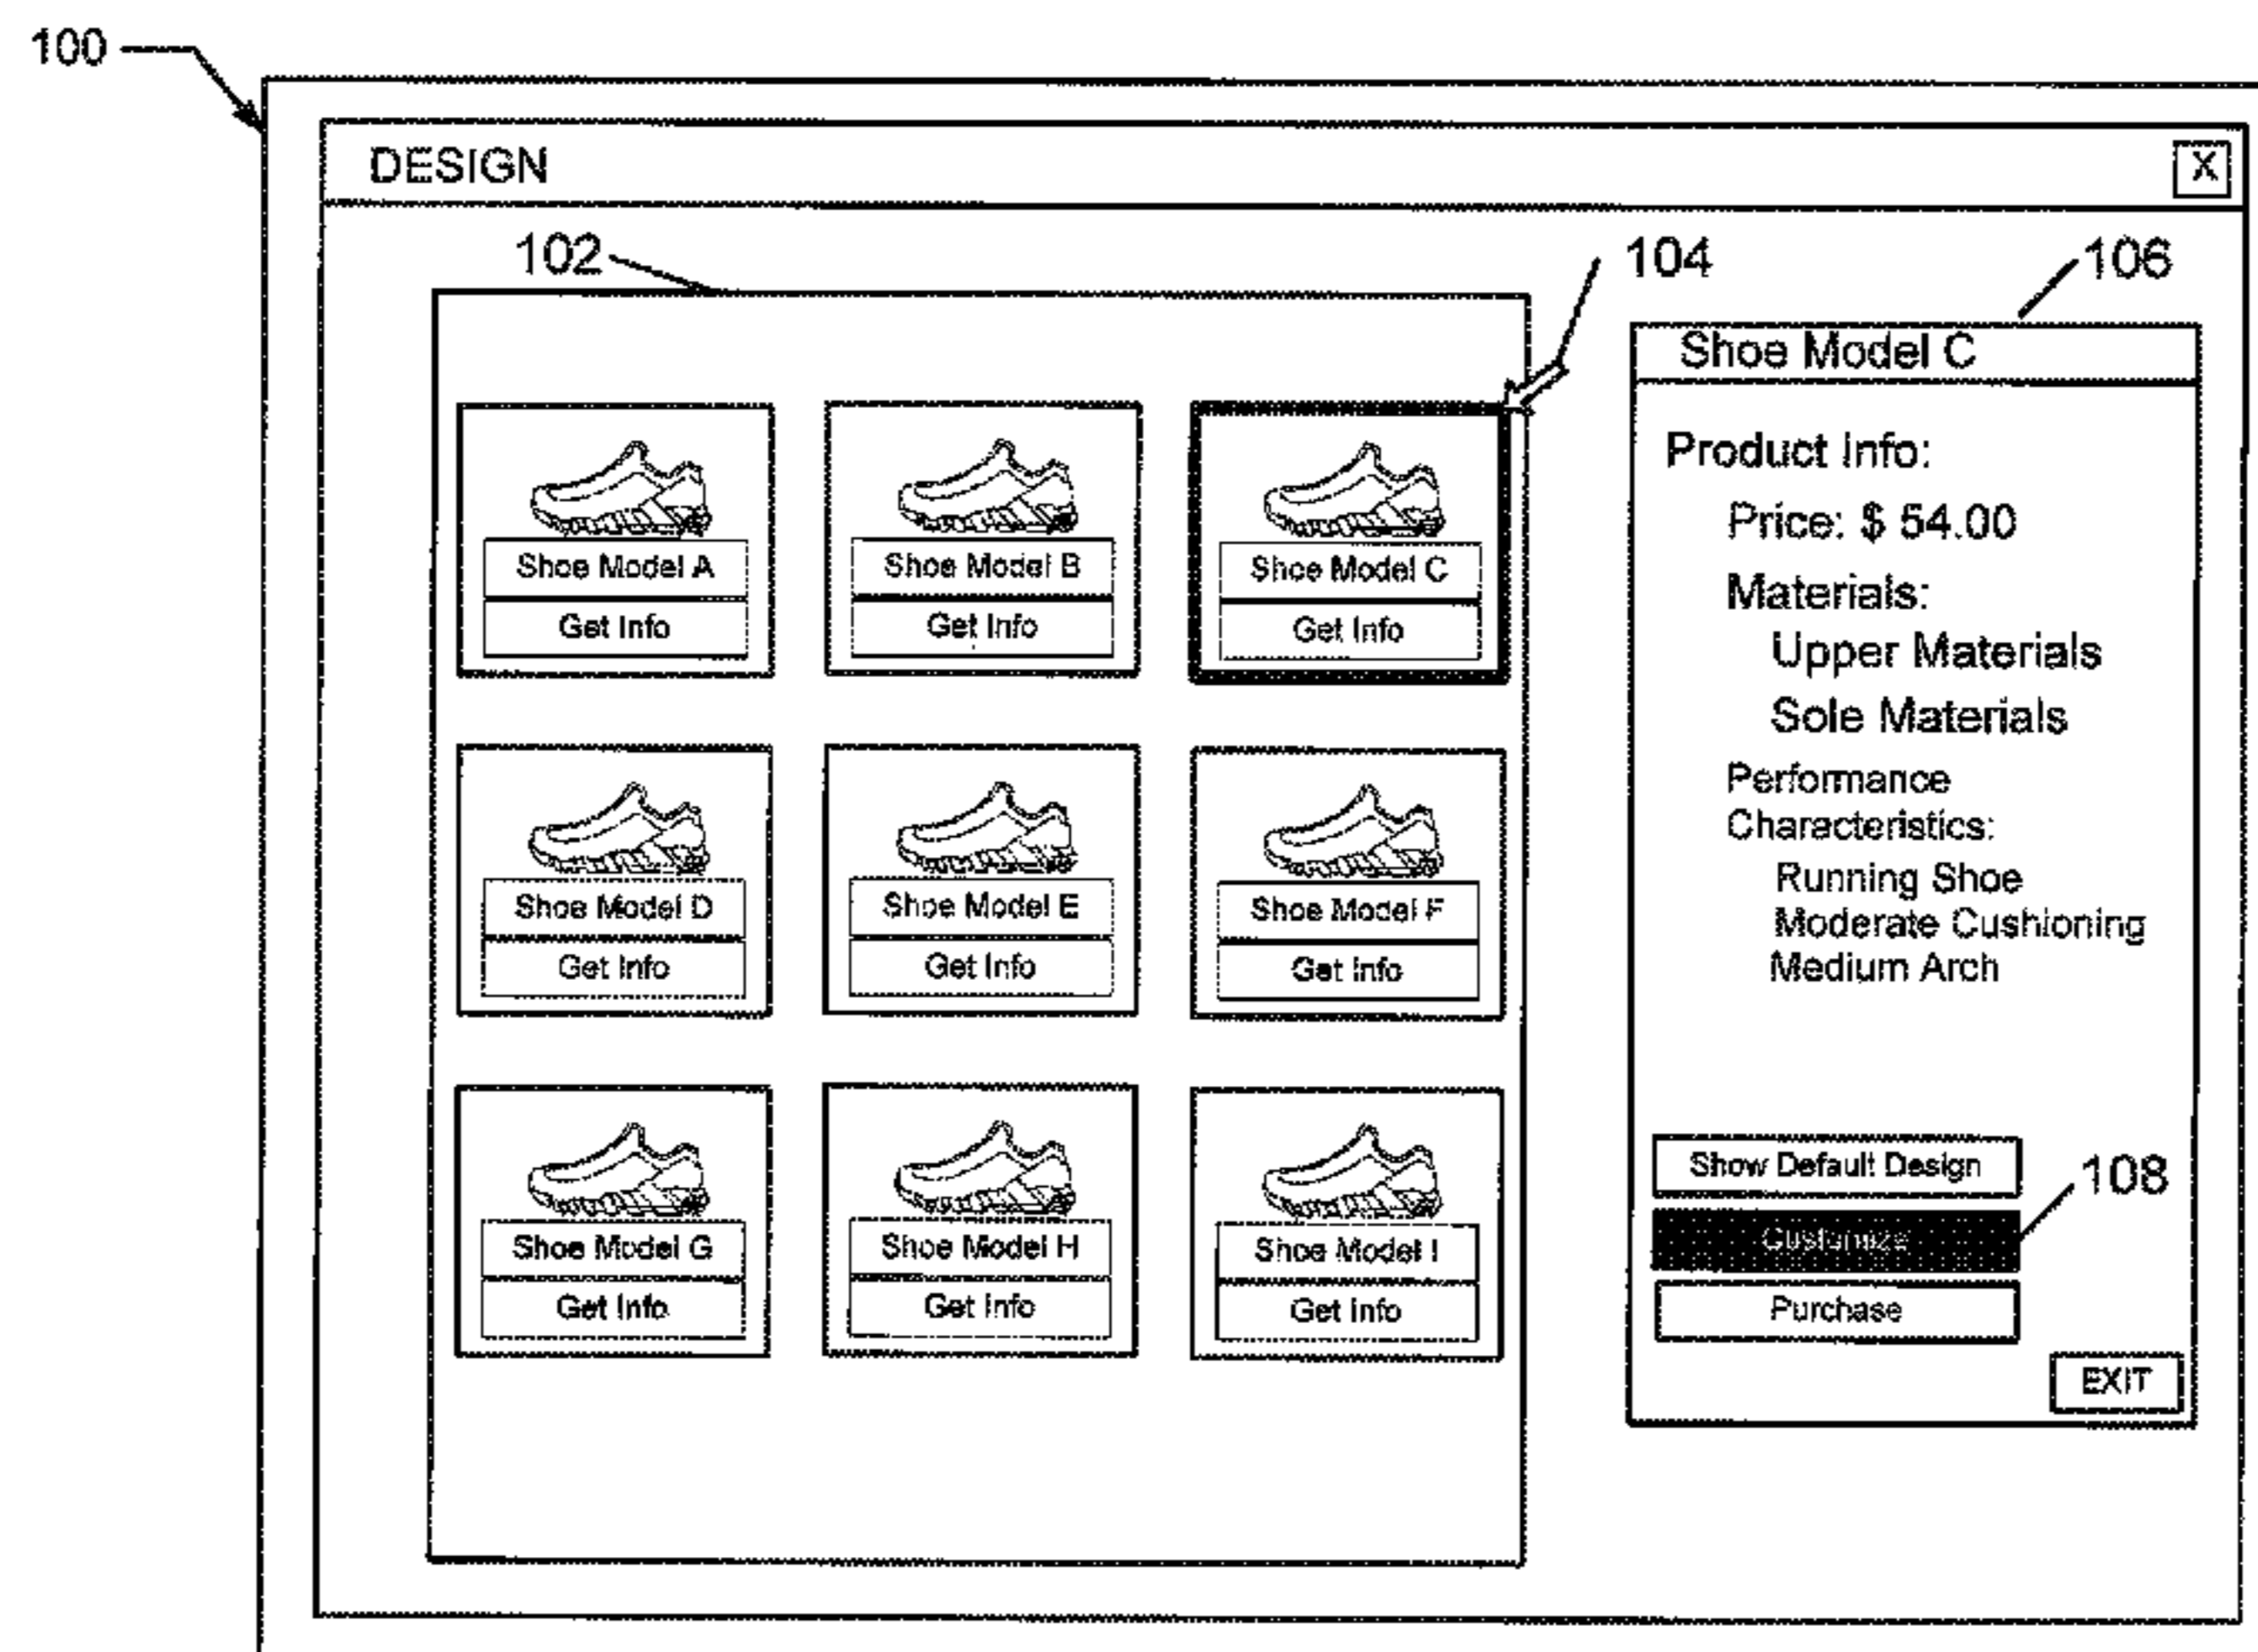 100
DESIGN
X
102
104
106
Shoe Model A
Get Info
Shoe Model B
Get Info
Shoe Model C
Get Info
Shoe Model D
Get Info
Shoe Model E
Get Info
Shoe Model F
Get Info
Shoe Model G
Get Info
Shoe Model H
Get Info
Shoe Model I
Get Info
Shoe Model C
Product Info:
Price: $ 54.00
Materials:
Upper Materials
Sole Materials
Performance
Characteristics:
Running Shoe
Moderate Cushioning
Medium Arch
Show Default Design
108
Customize
Purchase
EXIT